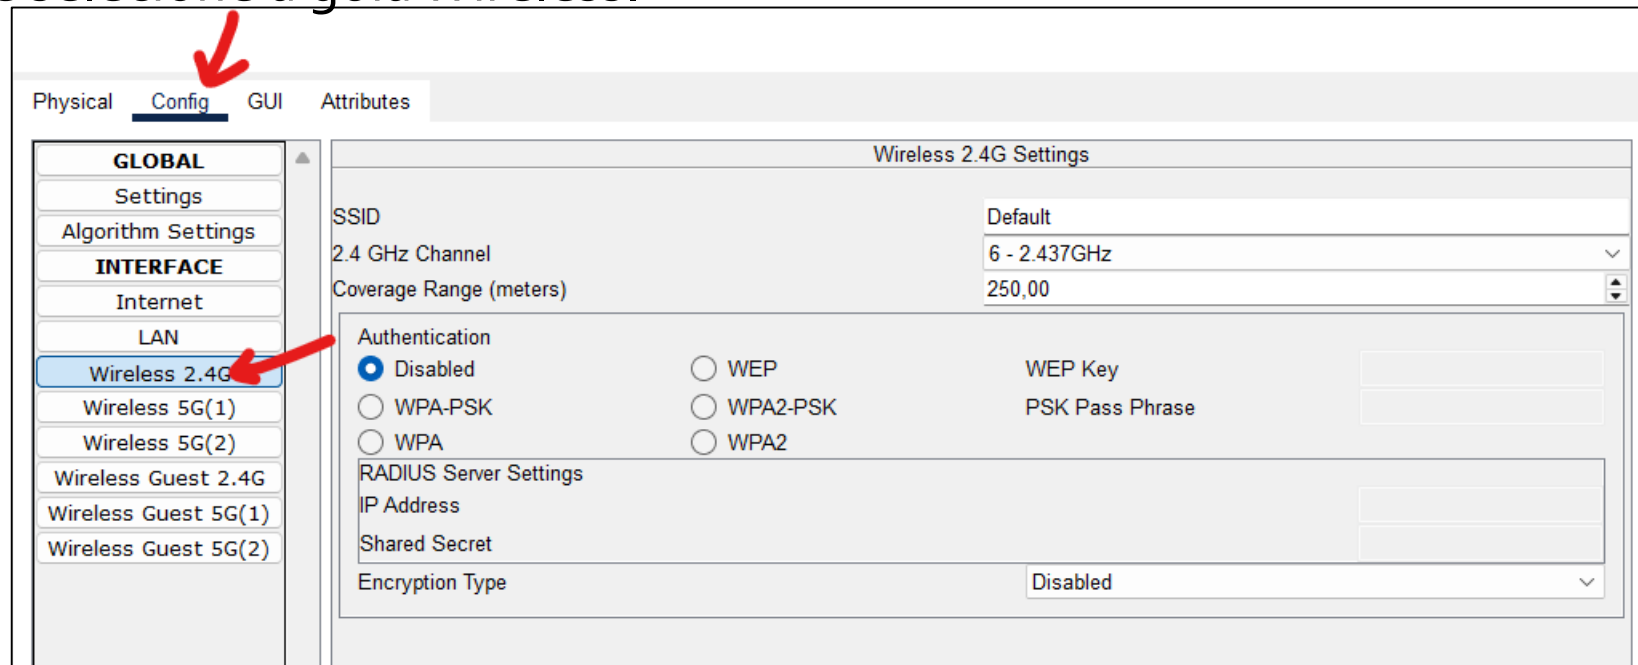 Physical Config GUI Attributes
GLOBAL
Settings
Algorithm Settings
INTERFACE
Internet
LAN
Wireless 2.4G
Wireless 5G(1)
Wireless 5G(2)
Wireless Guest 2.4G
Wireless Guest 5G(1)
Wireless Guest 5G(2)
Wireless 2.4G Settings
SSID Default
2.4 GHz Channel 6 - 2.437GHz
Coverage Range (meters) 250,00
Authentication
Disabled WEP WEP Key
WPA-PSK WPA2-PSK PSK Pass Phrase
WPA WPA2
RADIUS Server Settings
IP Address
Shared Secret
Encryption Type Disabled